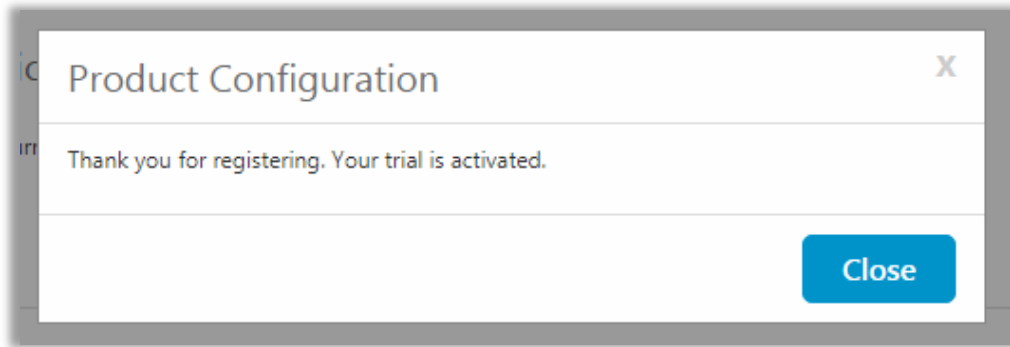 Product Configuration
X
Thank you for registering. Your trial is activated.
Close